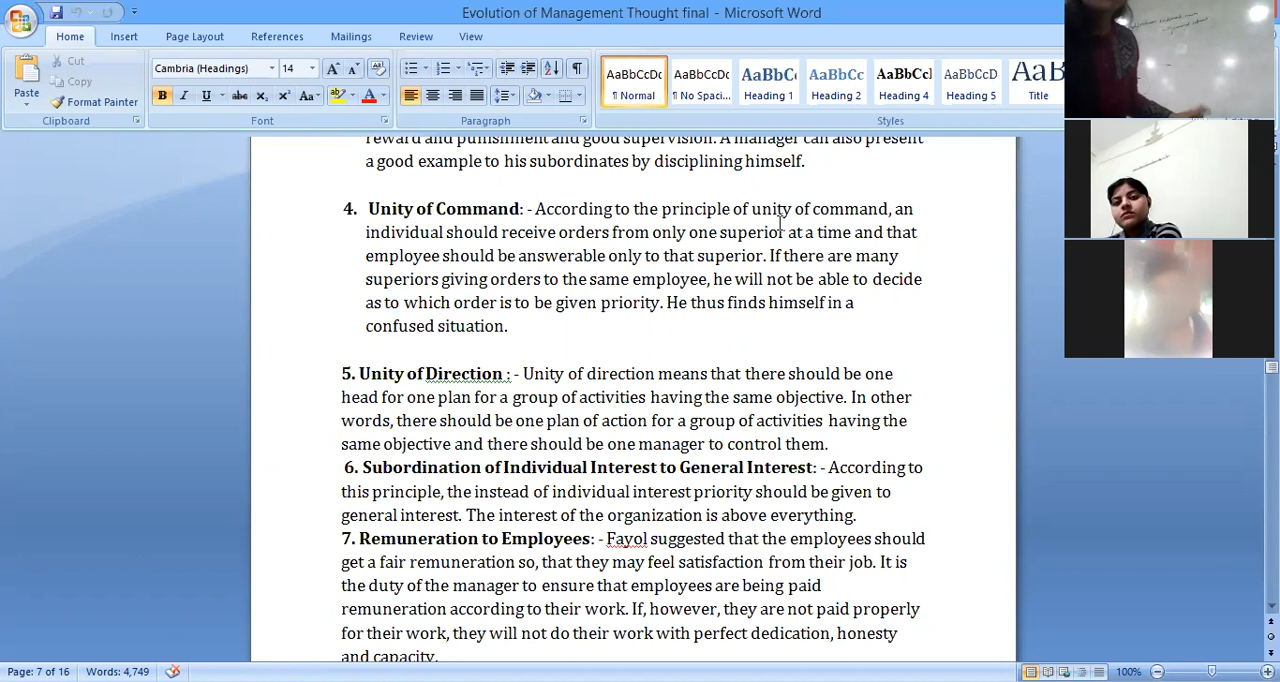 Evolution of Management Thought final - Microsoft Word
Home Insert Page Layout References Mailings Review View
Paste
Cut
Copy
Format Painter
Clipboard
Cambria (Headings) 14
B I U abc X₂ X² Aa A
Font
Paragraph
AaBbCcDc AaBbCcDc AaBbC AaBbCc AaBbCcI AaBbCcD AaB
¶ Normal ¶ No Spaci... Heading 1 Heading 2 Heading 4 Heading 5 Title
Styles
reward and punishment and good supervision. A manager can also present
a good example to his subordinates by disciplining himself.
4. Unity of Command: - According to the principle of unity of command, an
individual should receive orders from only one superior at a time and that
employee should be answerable only to that superior. If there are many
superiors giving orders to the same employee, he will not be able to decide
as to which order is to be given priority. He thus finds himself in a
confused situation.
5. Unity of Direction : - Unity of direction means that there should be one
head for one plan for a group of activities having the same objective. In other
words, there should be one plan of action for a group of activities having the
same objective and there should be one manager to control them.
6. Subordination of Individual Interest to General Interest: - According to
this principle, the instead of individual interest priority should be given to
general interest. The interest of the organization is above everything.
7. Remuneration to Employees: - Fayol suggested that the employees should
get a fair remuneration so, that they may feel satisfaction from their job. It is
the duty of the manager to ensure that employees are being paid
remuneration according to their work. If, however, they are not paid properly
for their work, they will not do their work with perfect dedication, honesty
and capacity.
Page: 7 of 16 Words: 4,749 100%